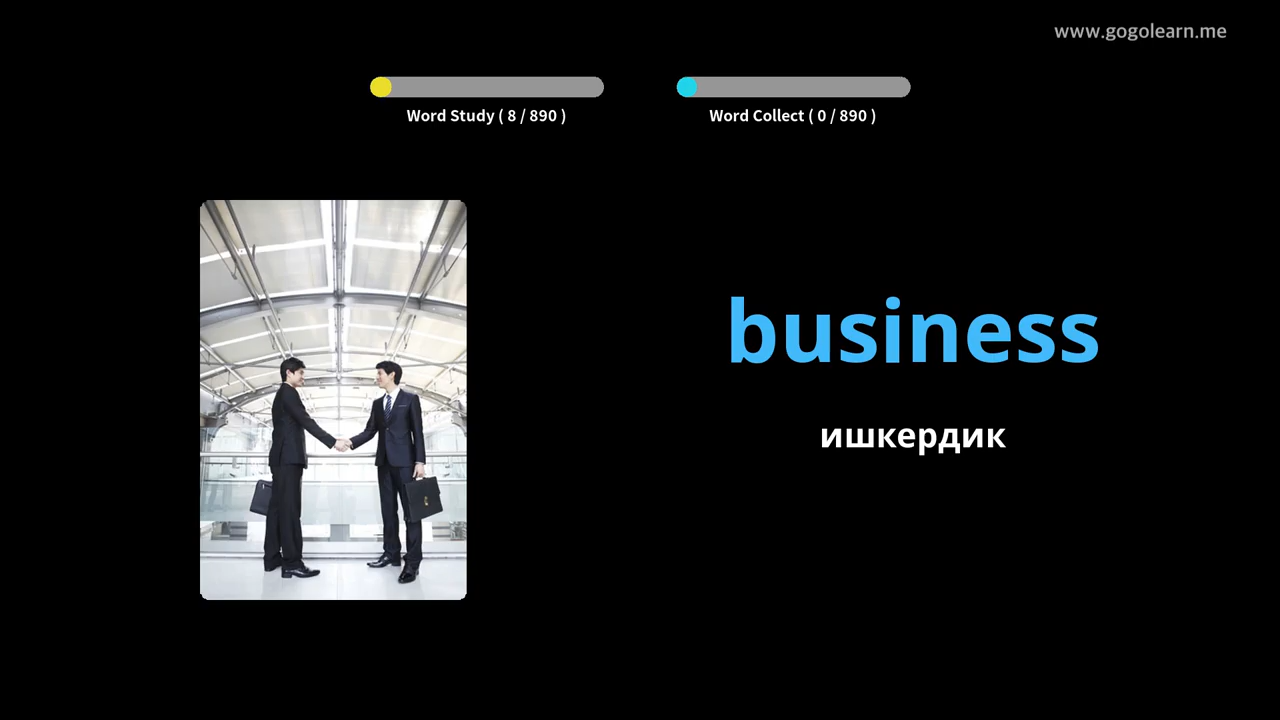 www.gogolearn.me
Word Study ( 8 / 890 )
Word Collect ( 0 / 890 )
business
ишкердик